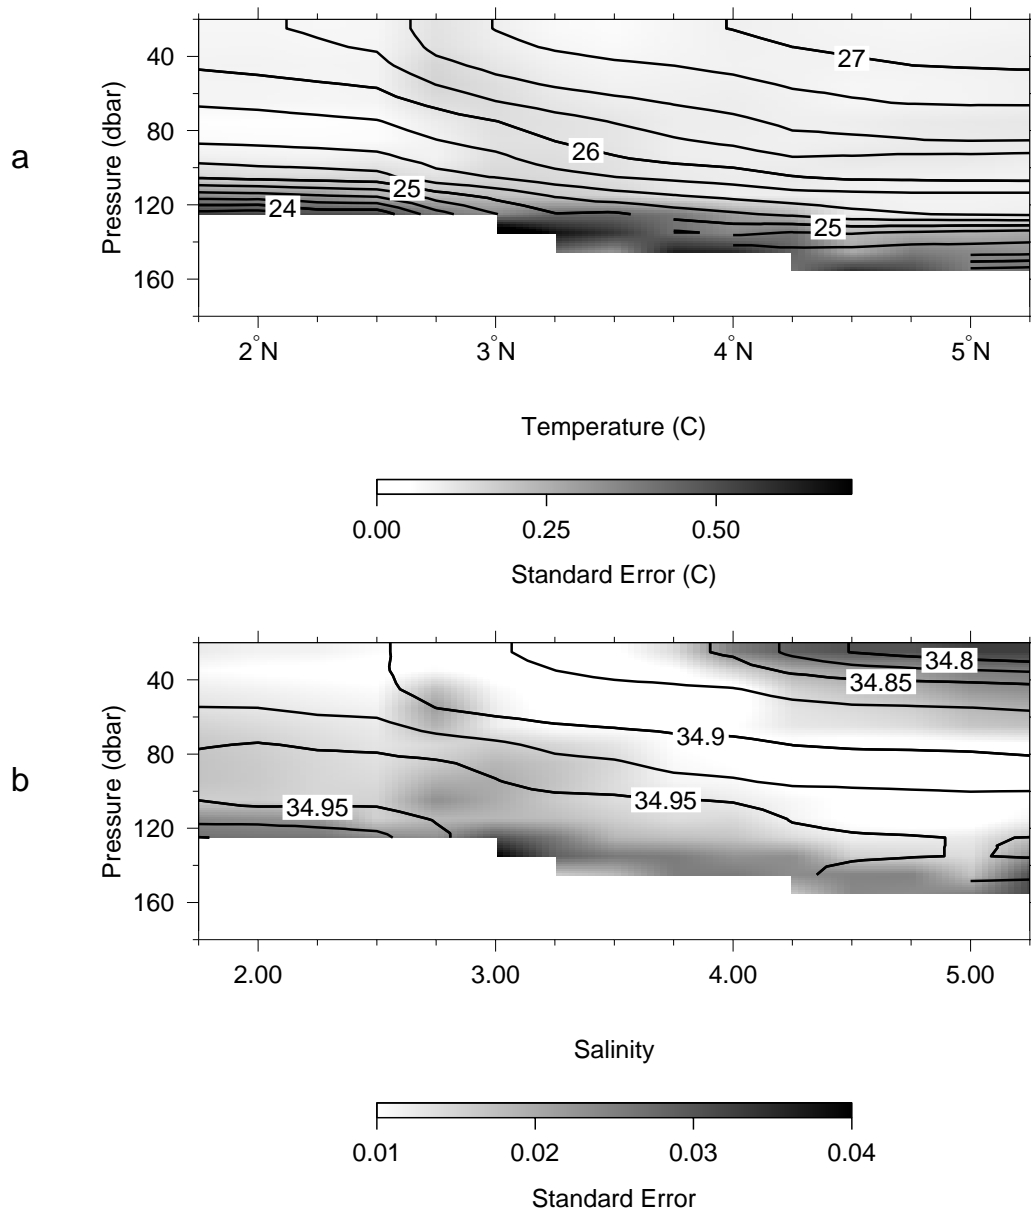 a
Pressure (dbar)
40
80
120
160
27
26
25
24
25
2°N
3°N
4°N
5°N
Temperature (C)
0.00
0.25
0.50
Standard Error (C)
b
Pressure (dbar)
40
80
120
160
34.8
34.85
34.9
34.95
34.95
2.00
3.00
4.00
5.00
Salinity
0.01
0.02
0.03
0.04
Standard Error